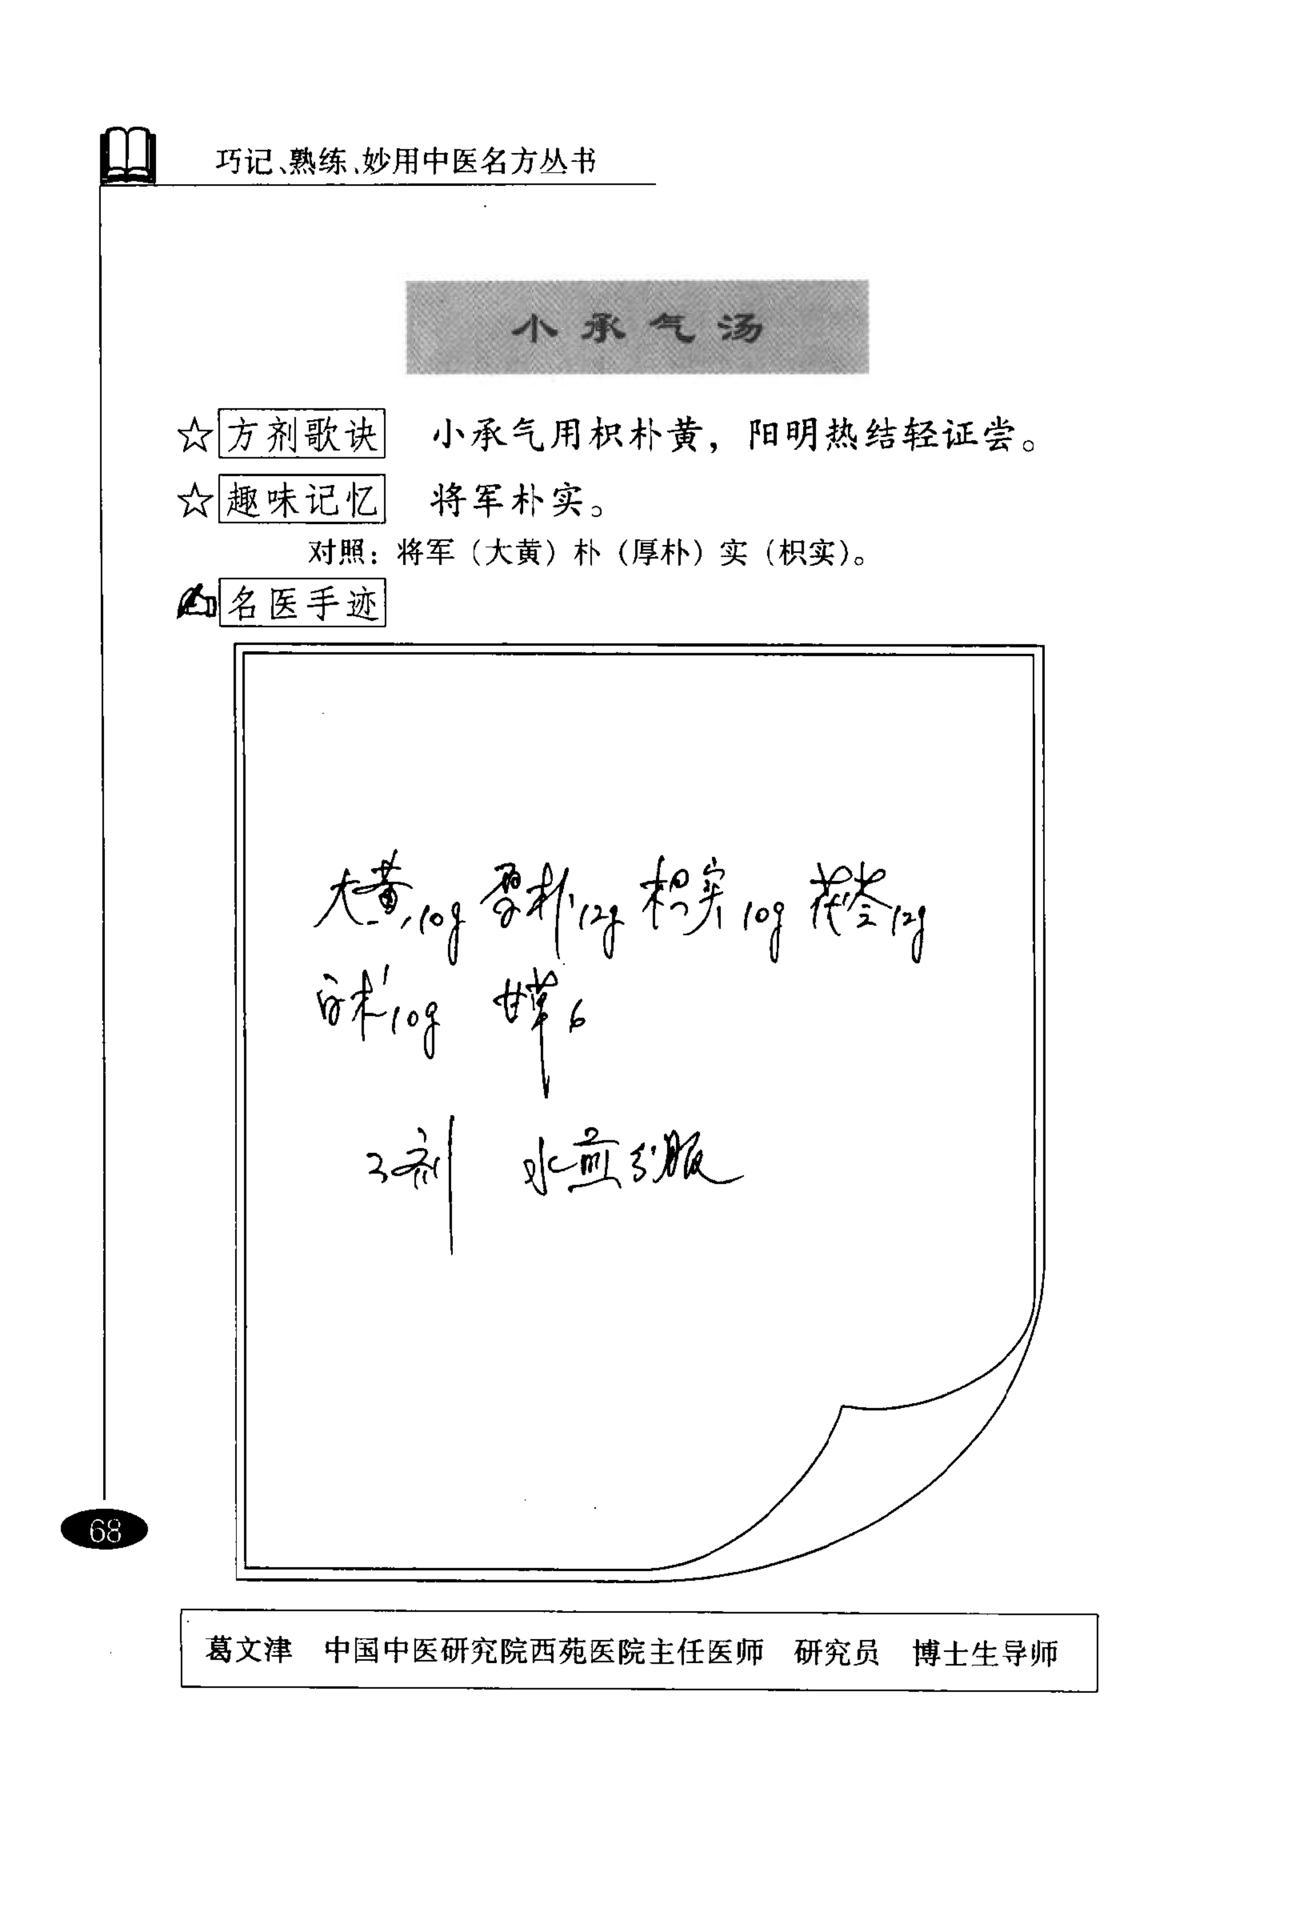 巧记、熟练、妙用中医名方丛书
小承气汤
☆方剂歌诀 小承气用枳朴黄，阳明热结轻证尝。
☆趣味记忆 将军朴实。
对照：将军（大黄）朴（厚朴）实（枳实）。
名医手迹
大黄10g 厚朴12g 枳实10g 茯苓12g
白术10g 甘草6
3剂 水煎分服
68
葛文津 中国中医研究院西苑医院主任医师 研究员 博士生导师